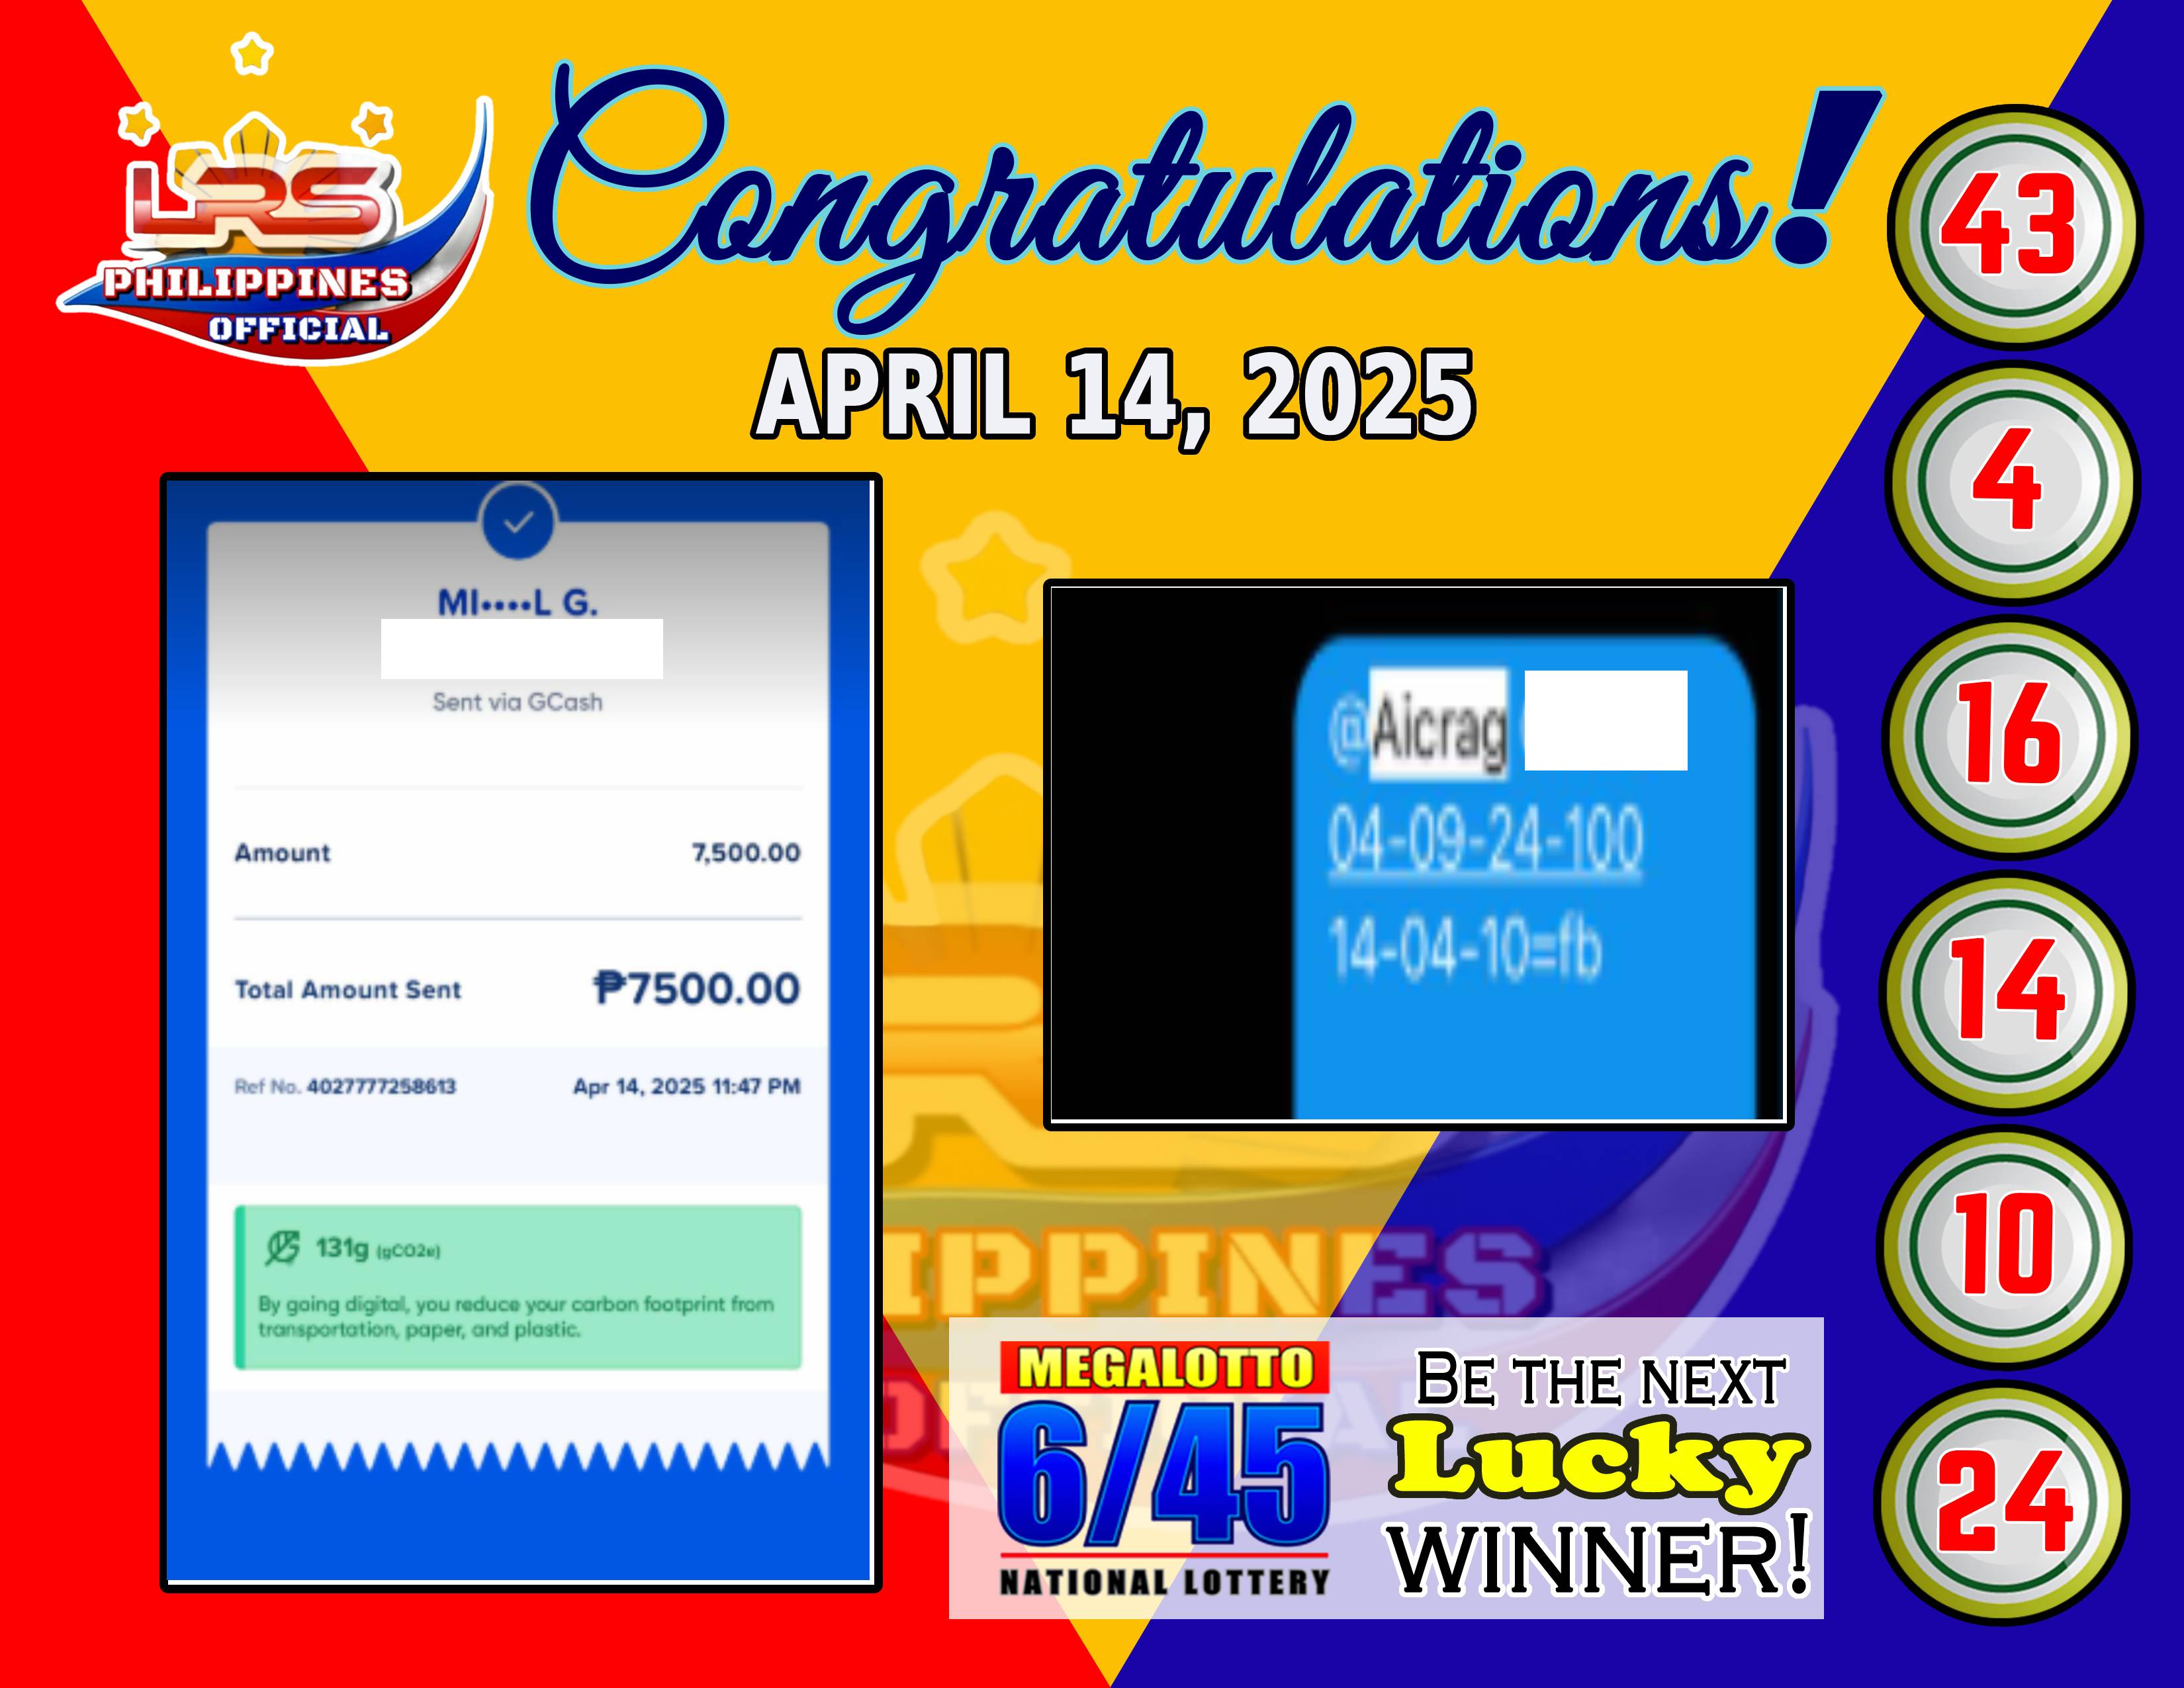 LRS
PHILIPPINES
OFFICIAL
Congratulations!
APRIL 14, 2025
MI••••L G.
Sent via GCash
Amount 7,500.00
Total Amount Sent ₱7500.00
Ref No. 4027777258613 Apr 14, 2025 11:47 PM
131g (gCO2e)
By going digital, you reduce your carbon footprint from
transportation, paper, and plastic.
@Aicrag
04-09-24-100
14-04-10=fb
MEGALOTTO
6/45
NATIONAL LOTTERY
BE THE NEXT
Lucky
WINNER!
43
4
16
14
10
24